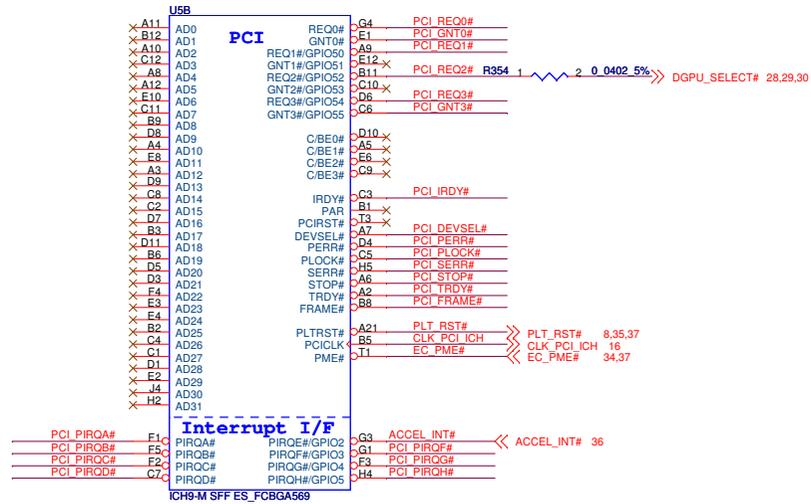 U5B
PCI
A11 AD0 REQ0# G4 PCI_REQ0#
B12 AD1 GNT0# E1 PCI_GNT0#
A10 AD2 REQ1#/GPIO50 A9 PCI_REQ1#
C12 AD3 GNT1#/GPIO51 E12
A8 AD4 REQ2#/GPIO52 B11 PCI_REQ2# R354 1 2 0_0402_5% DGPU_SELECT# 28,29,30
A12 AD5 GNT2#/GPIO53 C10
E10 AD6 REQ3#/GPIO54 D6 PCI_REQ3#
C11 AD7 GNT3#/GPIO55 C6 PCI_GNT3#
B9 AD8
D8 AD9 C/BE0# D10
A4 AD10 C/BE1# A5
E8 AD11 C/BE2# E6
A3 AD12 C/BE3# C9
D9 AD13
C8 AD14 IRDY# C3 PCI_IRDY#
C2 AD15 PAR B1
D7 AD16 PCIRST# T3
B3 AD17 DEVSEL# A7 PCI_DEVSEL#
D11 AD18 PERR# D4 PCI_PERR#
B6 AD19 PLOCK# C5 PCI_PLOCK#
D5 AD20 SERR# H5 PCI_SERR#
D3 AD21 STOP# A6 PCI_STOP#
F4 AD22 TRDY# A2 PCI_TRDY#
E3 AD23 FRAME# B8 PCI_FRAME#
E4 AD24
B2 AD25 PLTRST# A21 PLT_RST# PLT_RST# 8,35,37
C4 AD26 PCICLK B5 CLK_PCI_ICH CLK_PCI_ICH 16
C1 AD27 PME# T1 EC_PME# EC_PME# 34,37
D1 AD28
E2 AD29
J4 AD30
H2 AD31
Interrupt I/F
PCI_PIRQA# F1 PIRQA# PIRQE#/GPIO2 G3 ACCEL_INT# ACCEL_INT# 36
PCI_PIRQB# F5 PIRQB# PIRQF#/GPIO3 G1 PCI_PIRQF#
PCI_PIRQC# F2 PIRQC# PIRQG#/GPIO4 F3 PCI_PIRQG#
PCI_PIRQD# C7 PIRQD# PIRQH#/GPIO5 H4 PCI_PIRQH#
ICH9-M SFF ES_FCBGA569